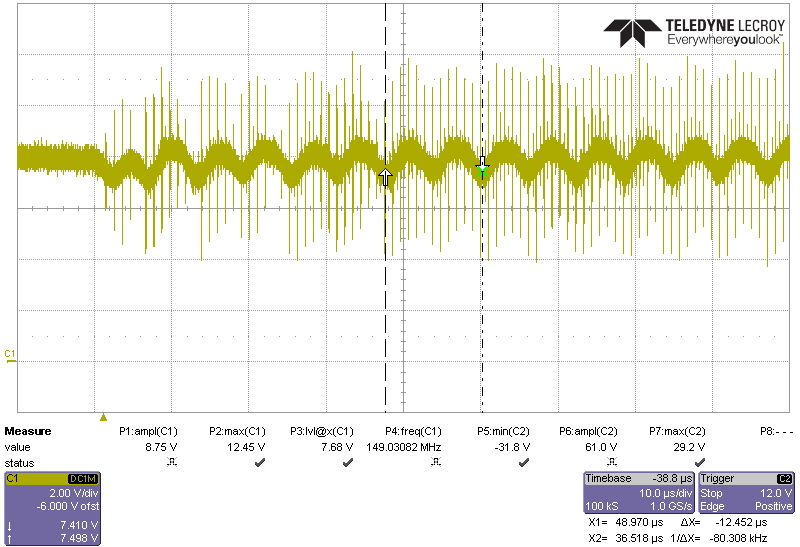 TELEDYNE LECROY
Everywhereyoulook™
C1
Measure P1:ampl(C1) P2:max(C1) P3:lvl@x(C1) P4:freq(C1) P5:min(C2) P6:ampl(C2) P7:max(C2) P8:- - -
value 8.75 V 12.45 V 7.68 V 149.03082 MHz -31.8 V 61.0 V 29.2 V
status
C1 DC1M
2.00 V/div
-6.000 V ofst
↓ 7.410 V
↑ 7.498 V
Timebase -38.8 µs
10.0 µs/div
100 kS 1.0 GS/s
Trigger C2
Stop 12.0 V
Edge Positive
X1= 48.970 µs ΔX= -12.452 µs
X2= 36.518 µs 1/ΔX= -80.308 kHz